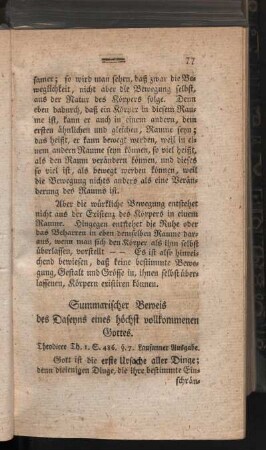 77
sinner; so wird man sehen, daß zwar die Be-
weglichkeit, nicht aber die Bewegung selbst,
aus der Natur des Körpers folge. Denn
eben dadurch, daß ein Körper in diesem Rau-
me ist, kann er auch in einem andern, dem
ersten ähnlichen und gleichen, Raume seyn;
das heißt, er kann bewegt werden, weil in ei-
nem andern Raume seyn können, so viel heißt,
als den Raum verändern können, und dieses
so viel ist, als bewegt werden können, weil
die Bewegung nichts anders als eine Verän-
derung des Raums ist.
Aber die würkliche Bewegung entstehet
nicht aus der Existenz des Körpers in einem
Raume. Hingegen entstehet die Ruhe oder
das Beharren in eben demselben Raume dar-
aus, wenn man sich den Körper als ihm selbst
überlassen, vorstellt — — Es ist also hinrei-
chend bewiesen, daß keine bestimmte Bewe-
gung, Gestalt und Grösse in, ihnen selbst über-
lassenen, Körpern existiren können.
Summarischer Beweis
des Daseyns eines höchst vollkommenen
Gottes.
Theodicee Th. 1. S. 416. §. 7. Lausanner Ausgabe.
Gott ist die erste Ursache aller Dinge;
denn diejenigen Dinge, die ihre bestimmte Ein-
schrän-